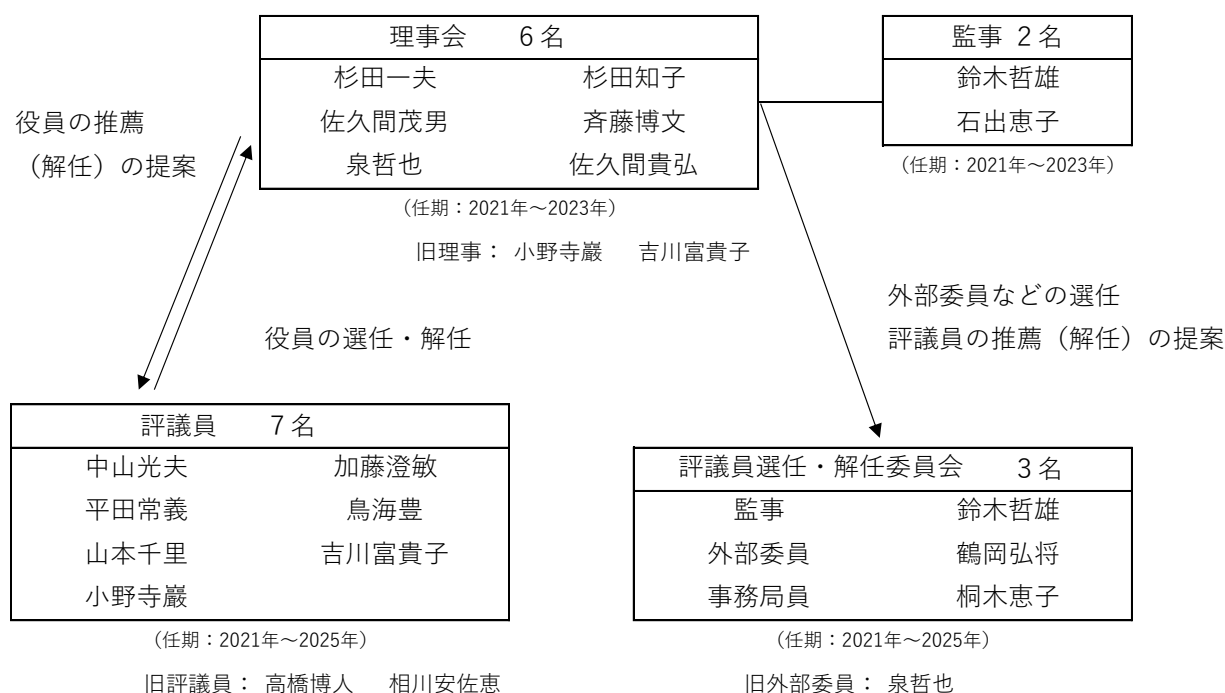 理事会 6名
杉田一夫 杉田知子
佐久間茂男 斉藤博文
泉哲也 佐久間貴弘
(任期：2021年～2023年)
旧理事： 小野寺巌 吉川富貴子
監事 2名
鈴木哲雄
石出恵子
(任期：2021年～2023年)
役員の推薦
（解任）の提案
役員の選任・解任
外部委員などの選任
評議員の推薦（解任）の提案
評議員 7名
中山光夫 加藤澄敏
平田常義 鳥海豊
山本千里 吉川富貴子
小野寺巌
(任期：2021年～2025年)
旧評議員： 高橋博人 相川安佐恵
評議員選任・解任委員会 3名
監事 鈴木哲雄
外部委員 鶴岡弘将
事務局員 桐木恵子
(任期：2021年～2025年)
旧外部委員： 泉哲也